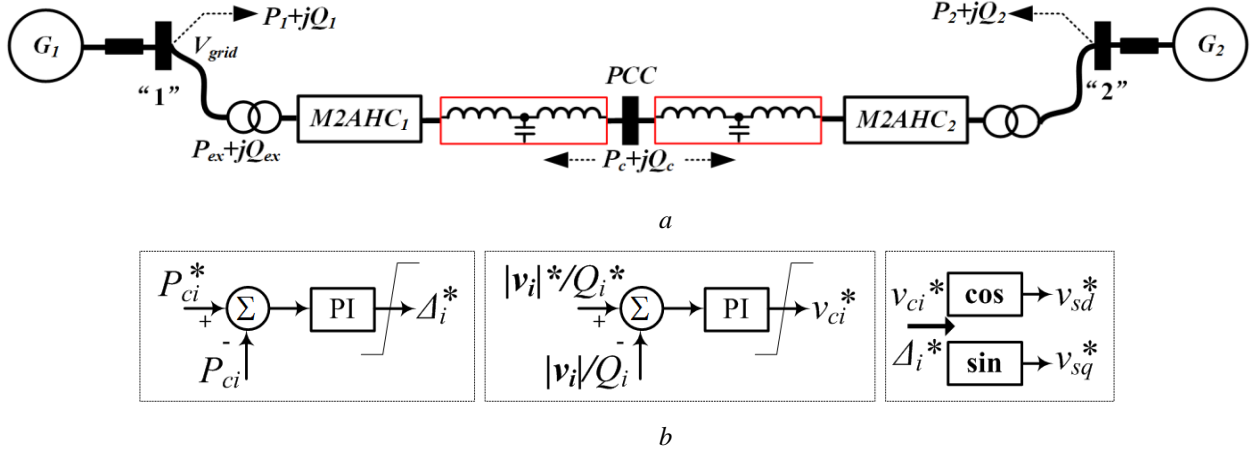 G1
P1+jQ1
Vgrid
“1”
Pex+jQex
M2AHC1
PCC
Pc+jQc
M2AHC2
P2+jQ2
“2”
G2
a
Pci*
+
Σ
-
Pci
PI
Δi*
|vi|*/Qi*
+
Σ
-
|vi|/Qi
PI
vci*
vci*
Δi*
cos
vsd*
sin
vsq*
b